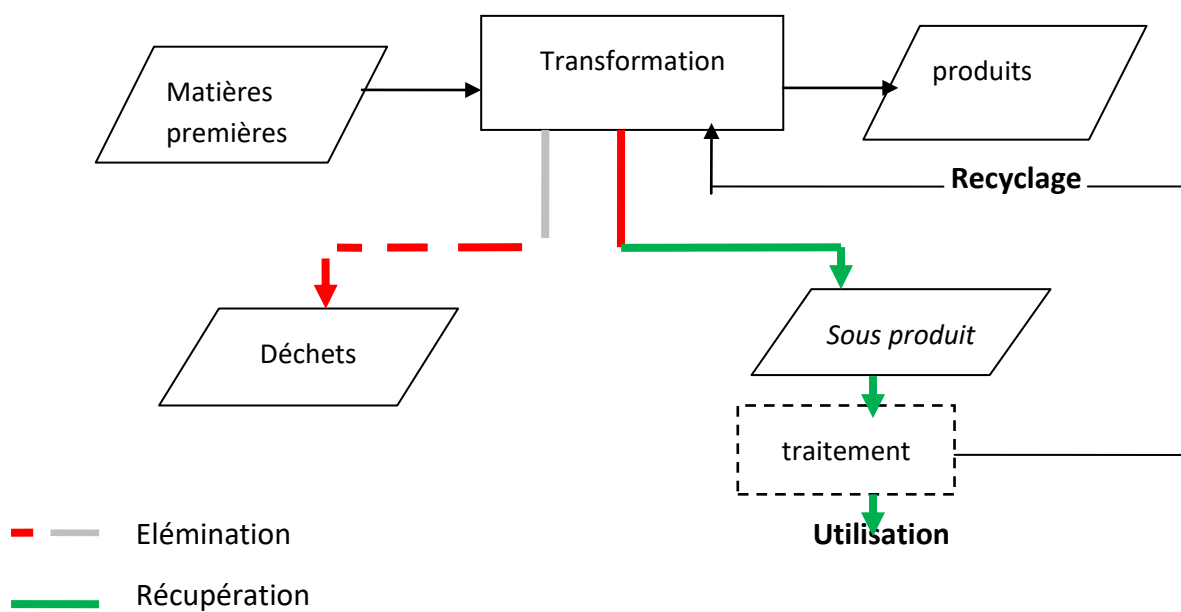 Transformation
Matières
premières
produits
Recyclage
Déchets
Sous produit
traitement
Utilisation
Elémination
Récupération